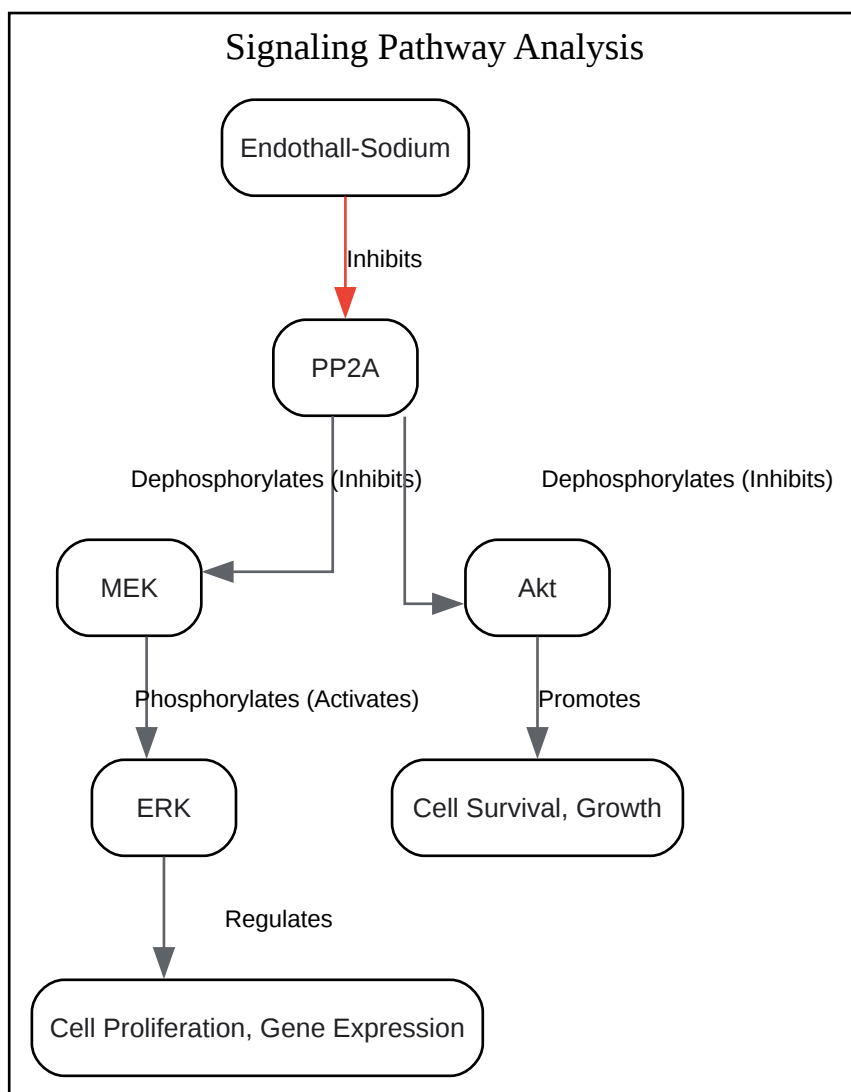 Signaling Pathway Analysis
Endothall-Sodium
Inhibits
PP2A
Dephosphorylates (Inhibits)
Dephosphorylates (Inhibits)
MEK
Akt
Phosphorylates (Activates)
Promotes
ERK
Cell Survival, Growth
Regulates
Cell Proliferation, Gene Expression